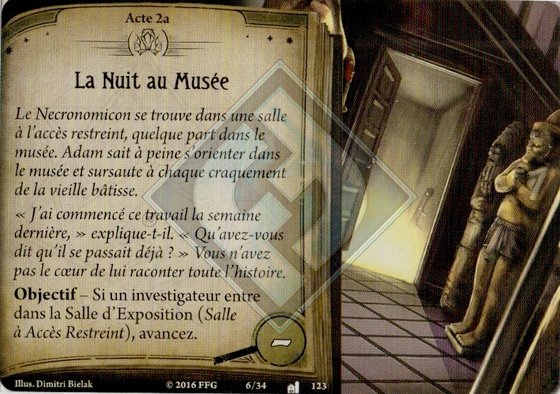 Acte 2a
La Nuit au Musée
Le Necronomicon se trouve dans une salle
à l'accès restreint, quelque part dans le
musée. Adam sait à peine s'orienter dans
le musée et sursaute à chaque craquement
de la vieille bâtisse.
« J'ai commencé ce travail la semaine
dernière, » explique-t-il. « Qu'avez-vous
dit qu'il se passait déjà ? » Vous n'avez
pas le cœur de lui raconter toute l'histoire.
Objectif – Si un investigateur entre
dans la Salle d'Exposition (Salle
à Accès Restreint), avancez.
–
Illus. Dimitri Bielak © 2016 FFG 6/34 123